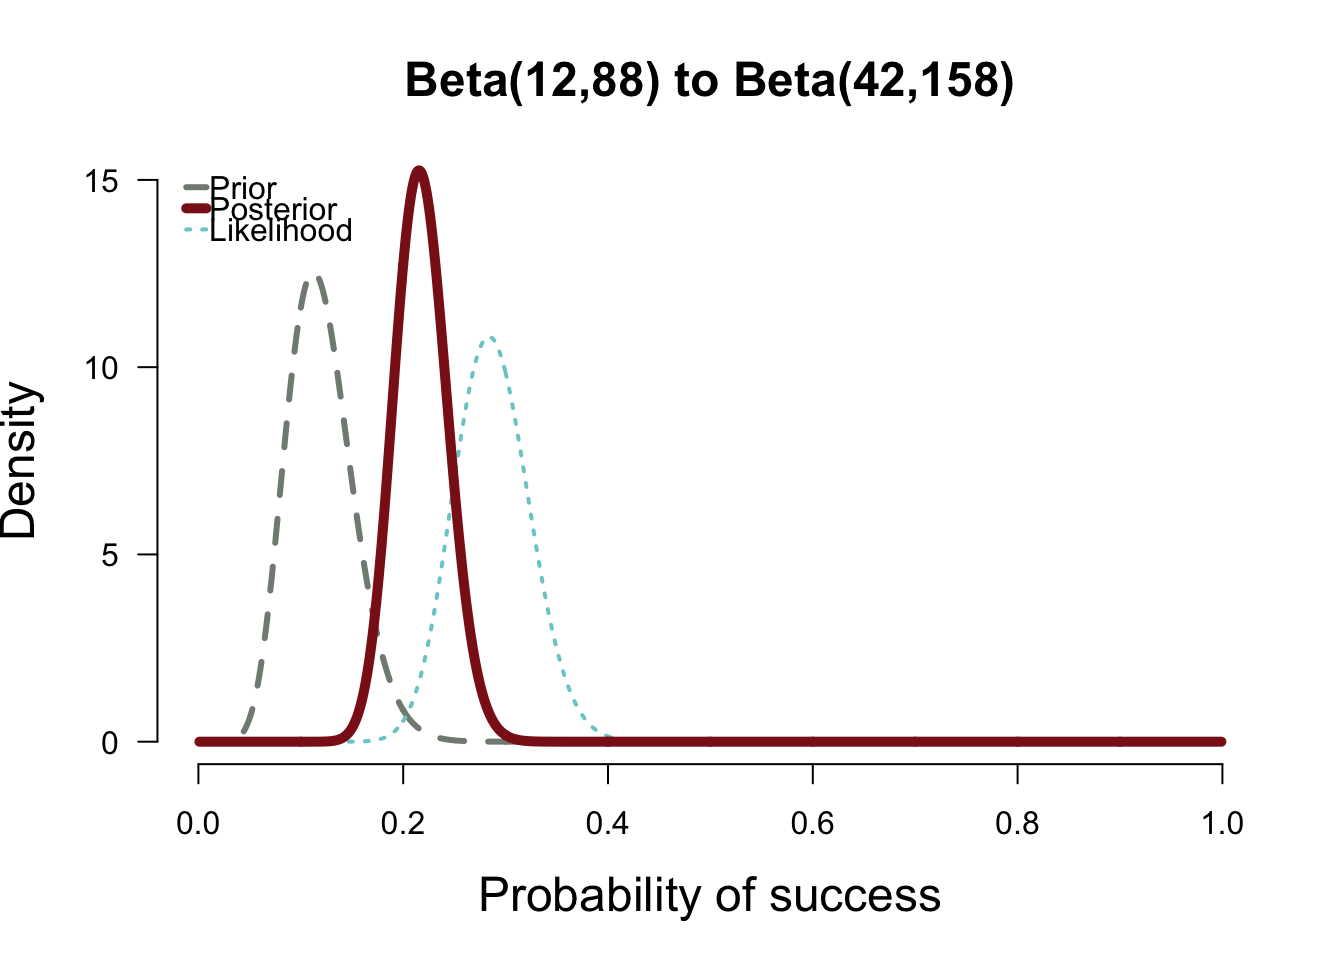 Beta(12,88) to Beta(42,158)
Prior
Posterior
Likelihood
Density
15
10
5
0
0.0 0.2 0.4 0.6 0.8 1.0
Probability of success